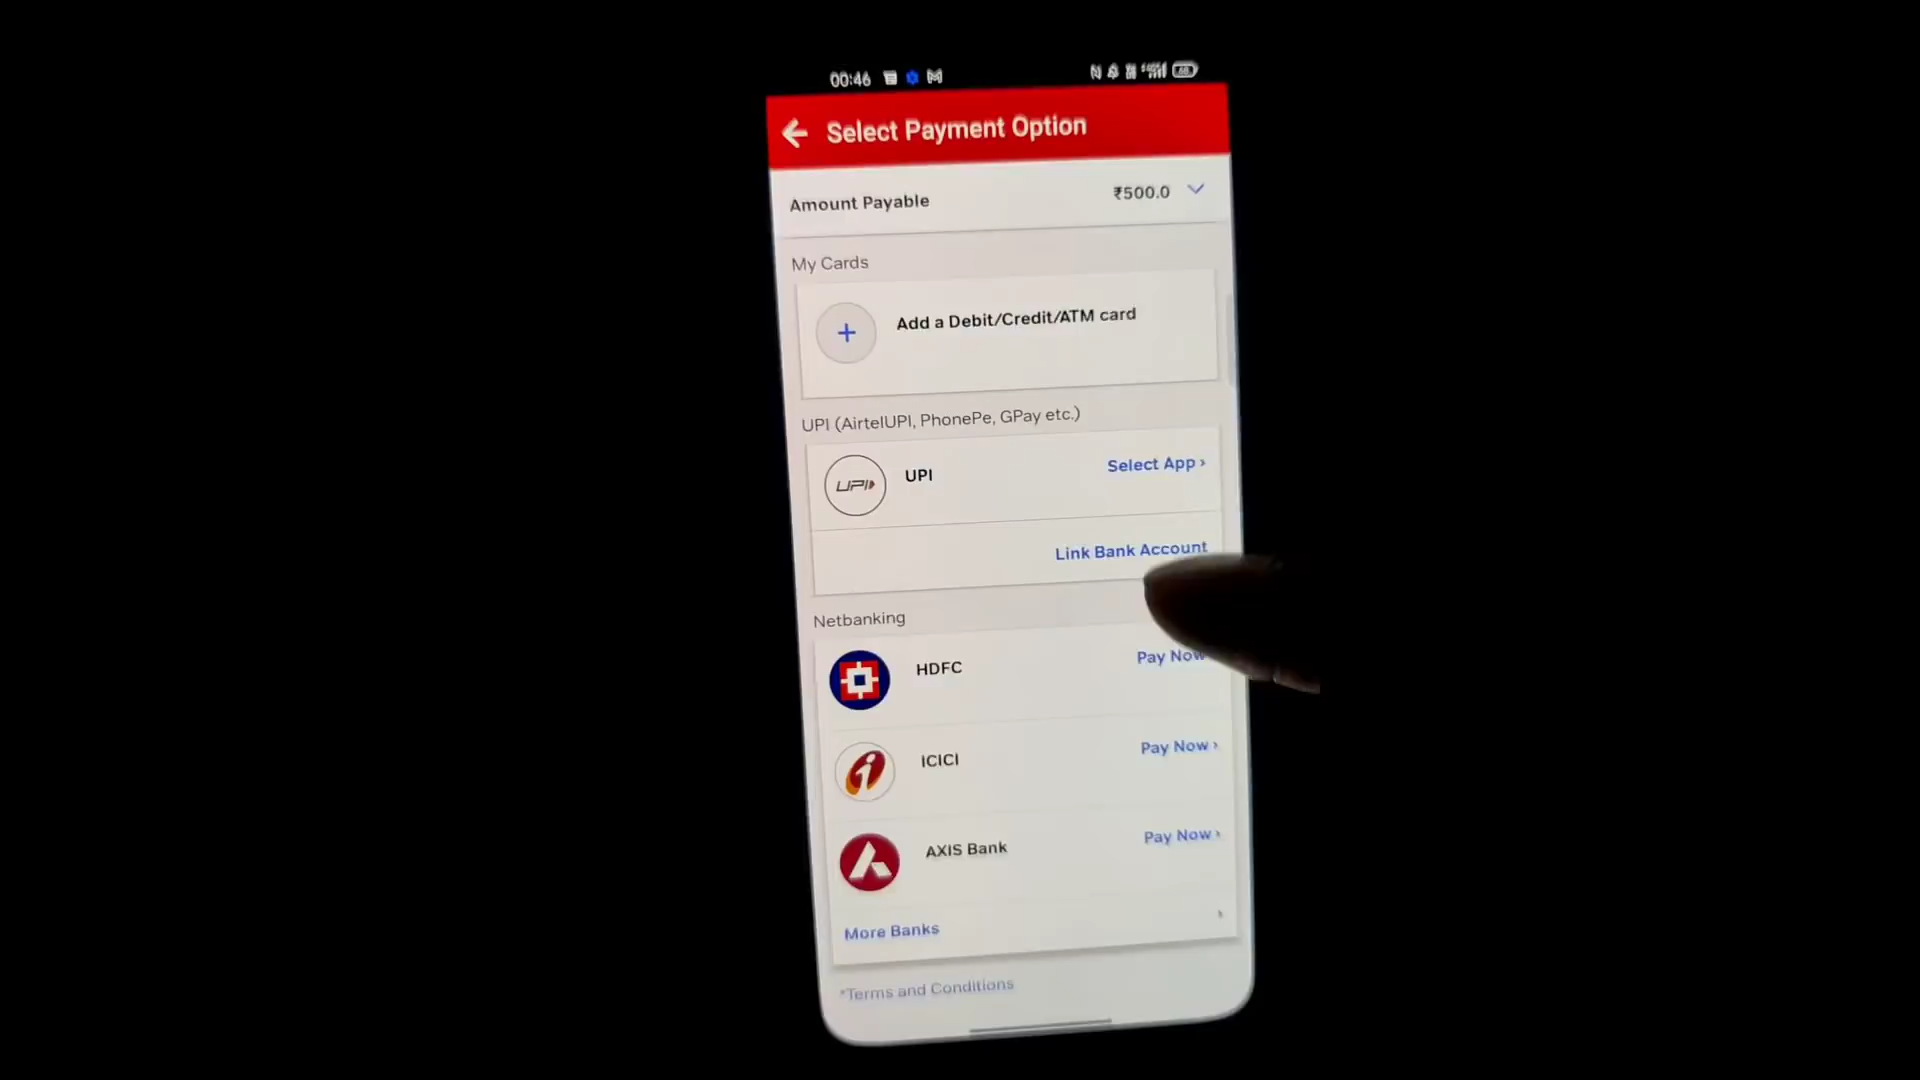 00:46
Select Payment Option
Amount Payable ₹500.0
My Cards
Add a Debit/Credit/ATM card
UPI (AirtelUPI, PhonePe, GPay etc.)
UPI UPI Select App ›
Link Bank Account
Netbanking
HDFC Pay Now
ICICI Pay Now ›
AXIS Bank Pay Now ›
More Banks ›
*Terms and Conditions